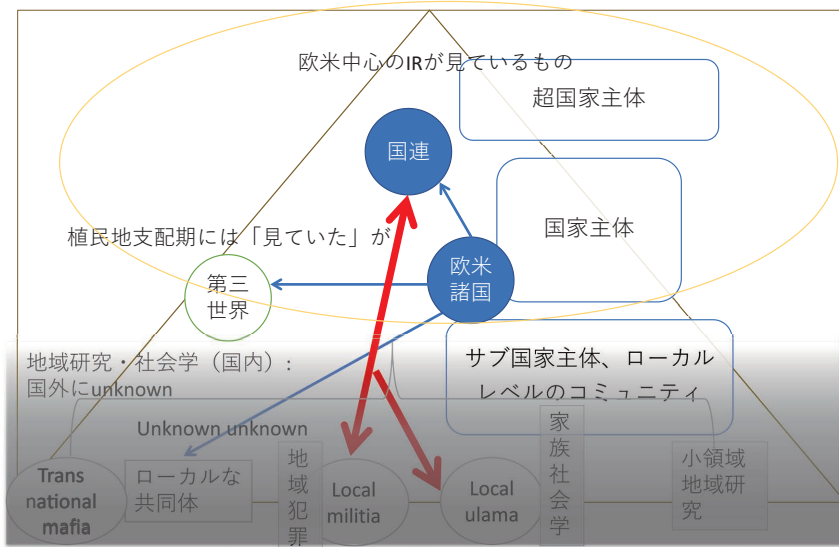 欧米中心のIRが見ているもの
超国家主体
国連
国家主体
植民地支配期には「見ていた」が
欧米
諸国
第三
世界
地域研究・社会学（国内）：
国外にunknown
サブ国家主体、ローカル
レベルのコミュニティ
Unknown unknown
Trans
national
mafia
ローカルな
共同体
地域犯罪
Local
militia
Local
ulama
家族社会学
小領域
地域研
究